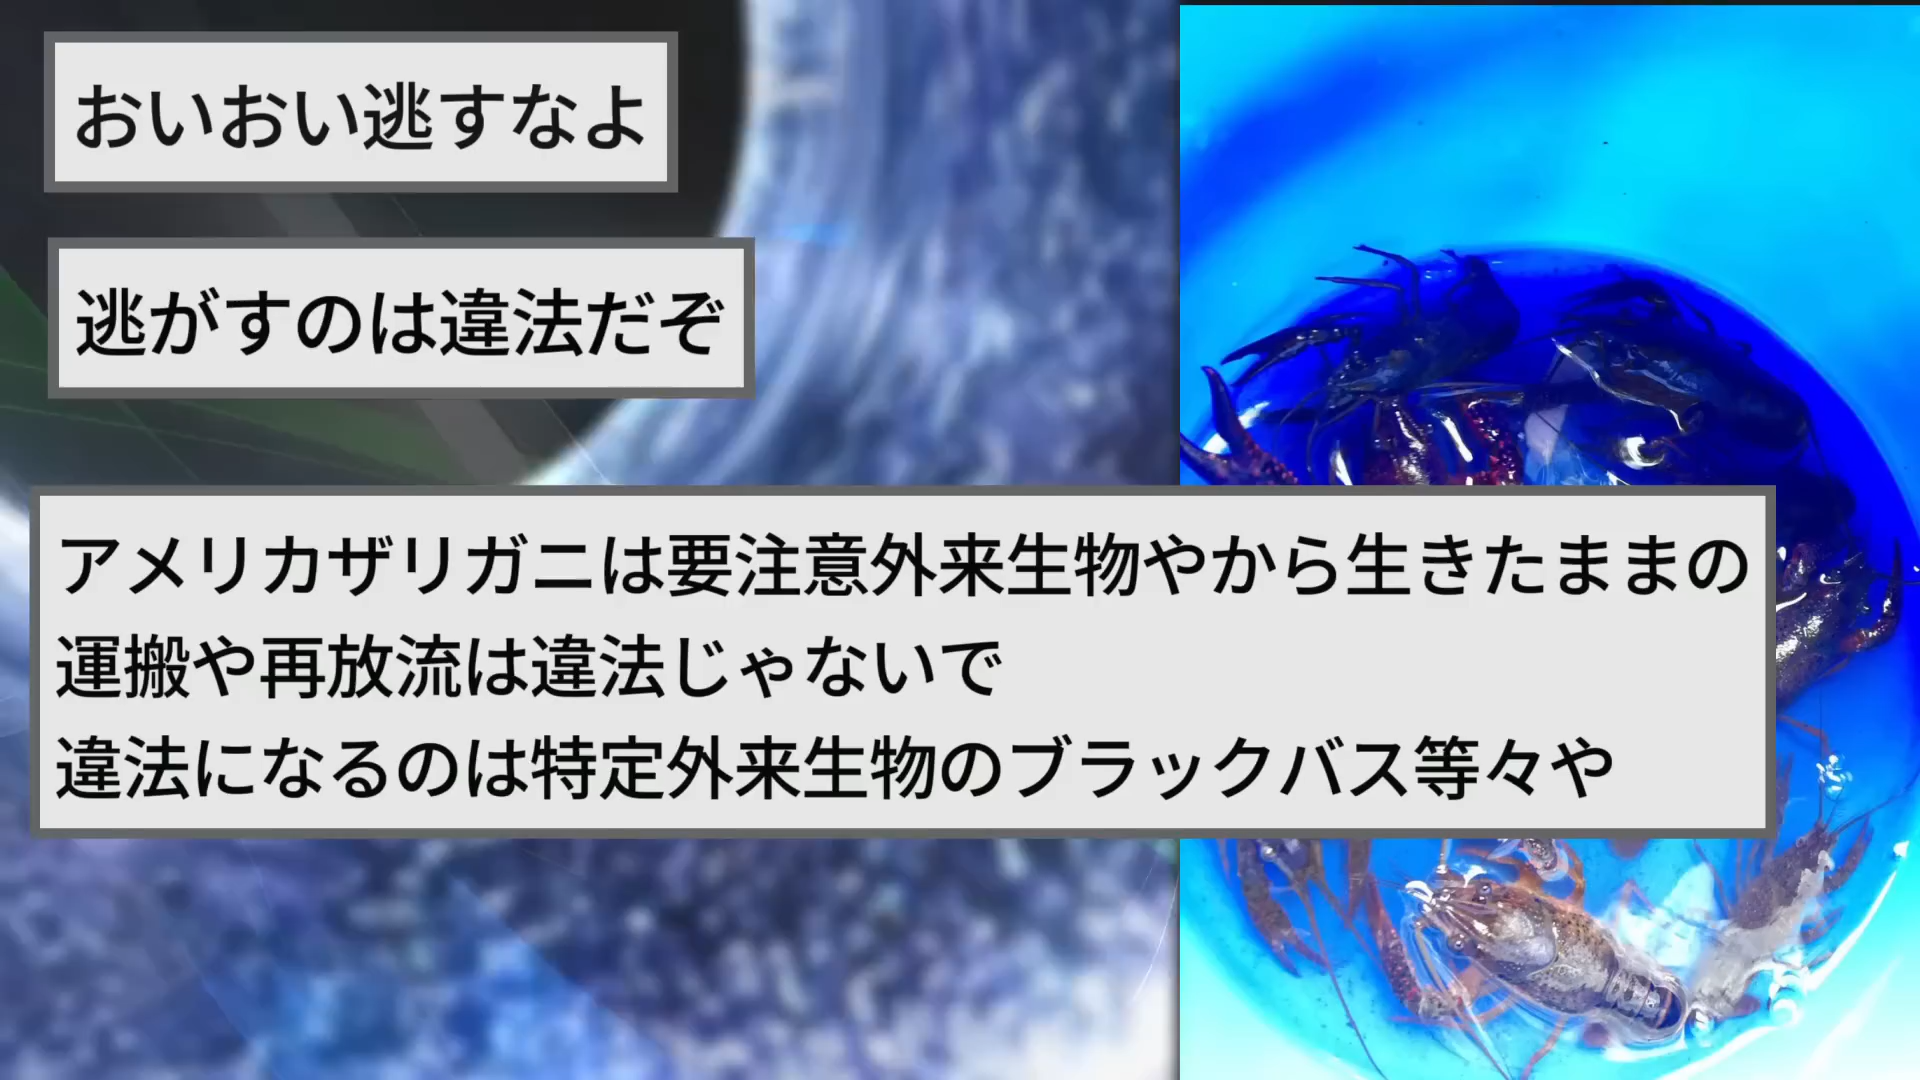 おいおい逃すなよ
逃がすのは違法だぞ
アメリカザリガニは要注意外来生物やから生きたままの
運搬や再放流は違法じゃないで
違法になるのは特定外来生物のブラックバス等々や